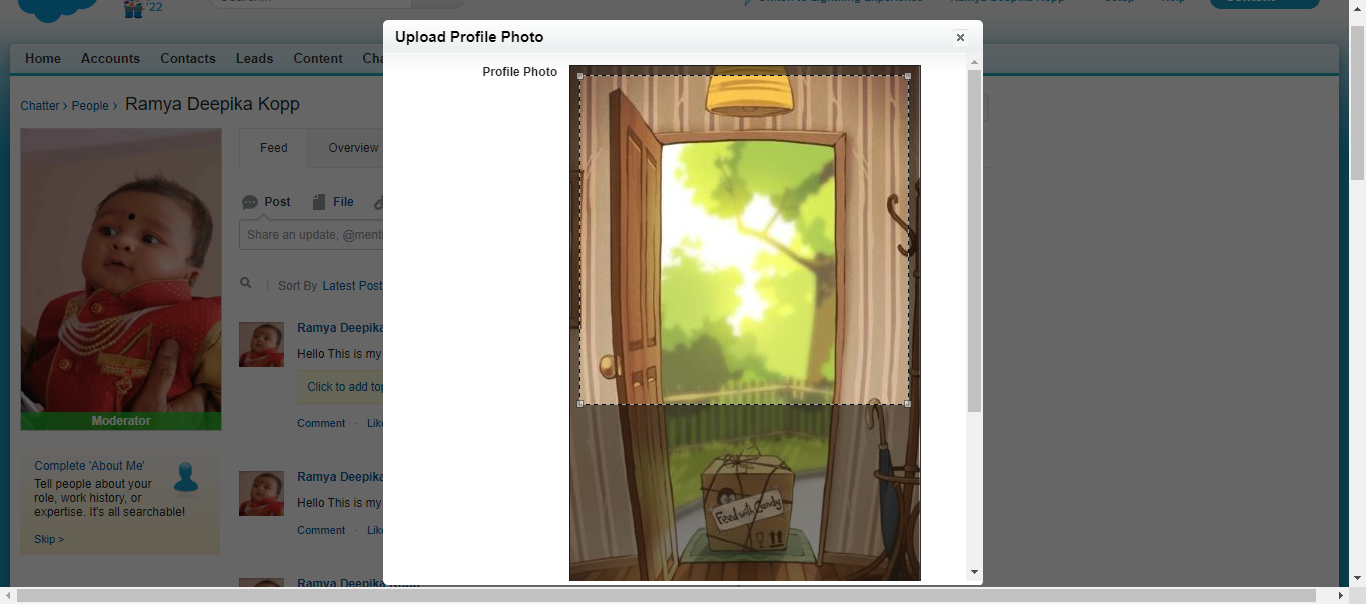 '22
Upload Profile Photo
Home Accounts Contacts Leads Content
Profile Photo
Chatter › People › Ramya Deepika Kopp
Feed Overview
Post File
Share an update, @menti
Sort By Latest Post
Ramya Deepika
Hello This is my
Click to add top
Moderator
Comment · Like
Complete 'About Me'
Tell people about your
role, work history, or
expertise. It's all searchable!
Skip >
Ramya Deepika
Hello This is my
Comment · Like
Ramya Deepika Kopp
Feed with Candy